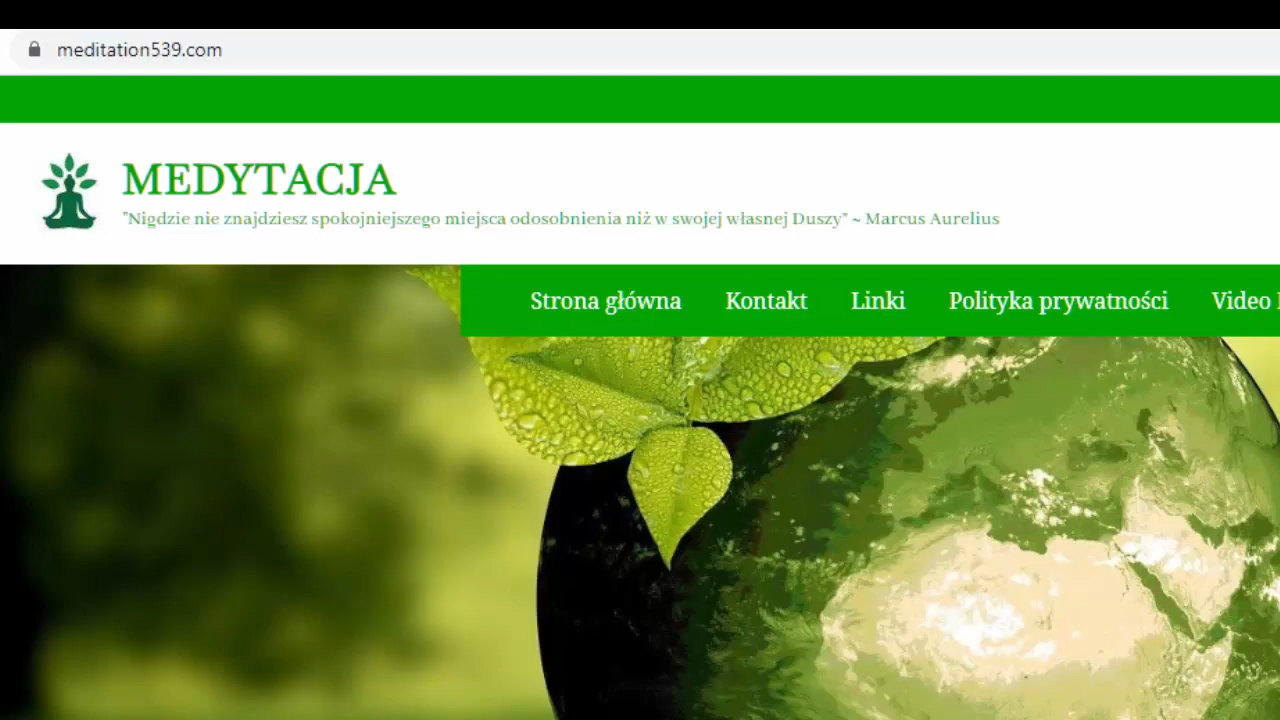 meditation539.com
MEDYTACJA
"Nigdzie nie znajdziesz spokojniejszego miejsca odosobnienia niż w swojej własnej Duszy" ~ Marcus Aurelius
Strona główna Kontakt Linki Polityka prywatności Video